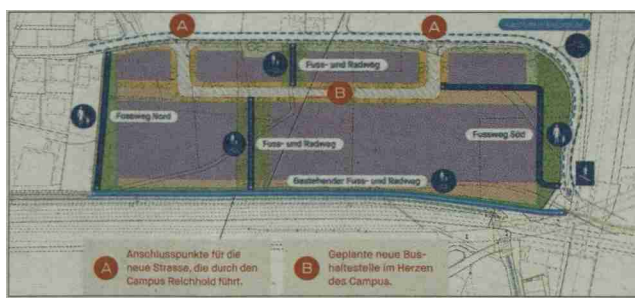 A
A
Fuss- und Radweg
B
Fussweg Nord
Fuss- und Radweg
Fussweg Süd
Bestehender Fuss- und Radweg
A
Anschlusspunkte für die
neue Strasse, die durch den
Campus Reichhold führt.
B
Geplante neue Bus-
haltestelle im Herzen
des Campus.